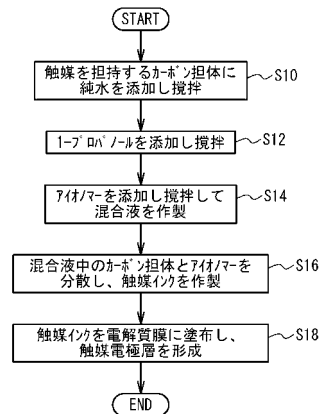 START
触媒を担持するカーボン担体に
純水を添加し撹拌
S10
1-プロパノールを添加し撹拌
S12
アイオノマーを添加し撹拌して
混合液を作製
S14
混合液中のカーボン担体とアイオノマーを
分散し、触媒インクを作製
S16
触媒インクを電解質膜に塗布し、
触媒電極層を形成
S18
END